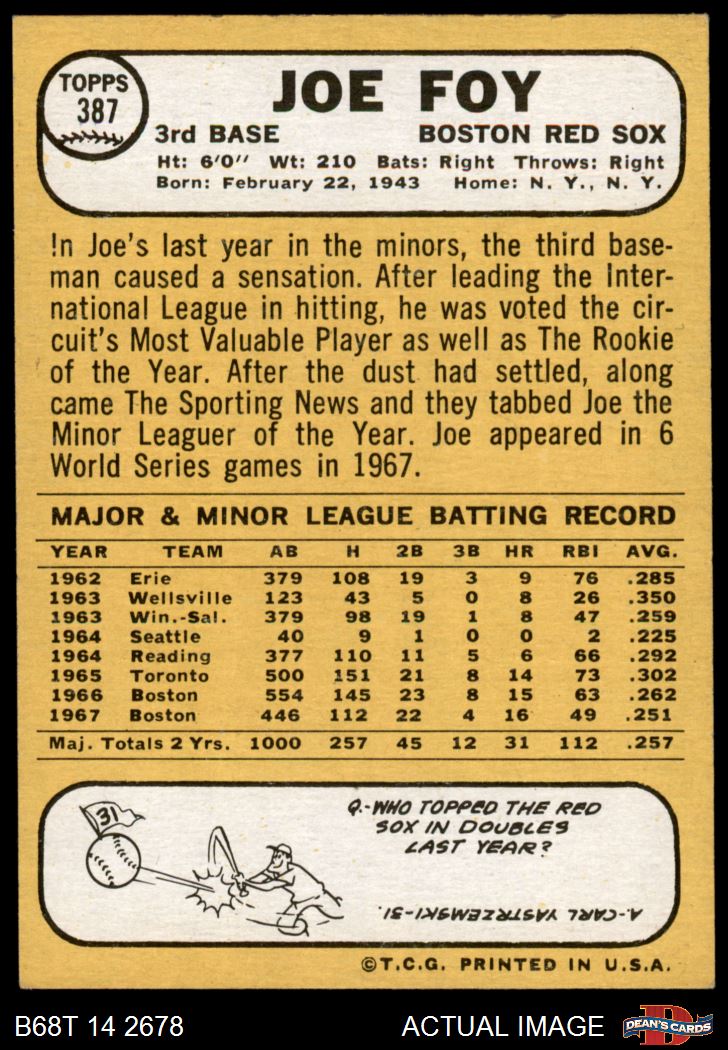 TOPPS
387
JOE FOY
3rd BASE BOSTON RED SOX
Ht: 6'0" Wt: 210 Bats: Right Throws: Right
Born: February 22, 1943 Home: N. Y., N. Y.
In Joe's last year in the minors, the third base-
man caused a sensation. After leading the Inter-
national League in hitting, he was voted the cir-
cuit's Most Valuable Player as well as The Rookie
of the Year. After the dust had settled, along
came The Sporting News and they tabbed Joe the
Minor Leaguer of the Year. Joe appeared in 6
World Series games in 1967.
MAJOR & MINOR LEAGUE BATTING RECORD
YEAR TEAM AB H 2B 3B HR RBI AVG.
1962 Erie 379 108 19 3 9 76 .285
1963 Wellsville 123 43 5 0 8 26 .350
1963 Win.-Sal. 379 98 19 1 8 47 .259
1964 Seattle 40 9 1 0 0 2 .225
1964 Reading 377 110 11 5 6 66 .292
1965 Toronto 500 151 21 8 14 73 .302
1966 Boston 554 145 23 8 15 63 .262
1967 Boston 446 112 22 4 16 49 .251
Maj. Totals 2 Yrs. 1000 257 45 12 31 112 .257
31
Q.-WHO TOPPED THE RED
SOX IN DOUBLES
LAST YEAR?
A-CARL YASTRZEMSKI-31.
©T.C.G. PRINTED IN U.S.A.
B68T 14 2678 ACTUAL IMAGE
D
DEAN'S CARDS